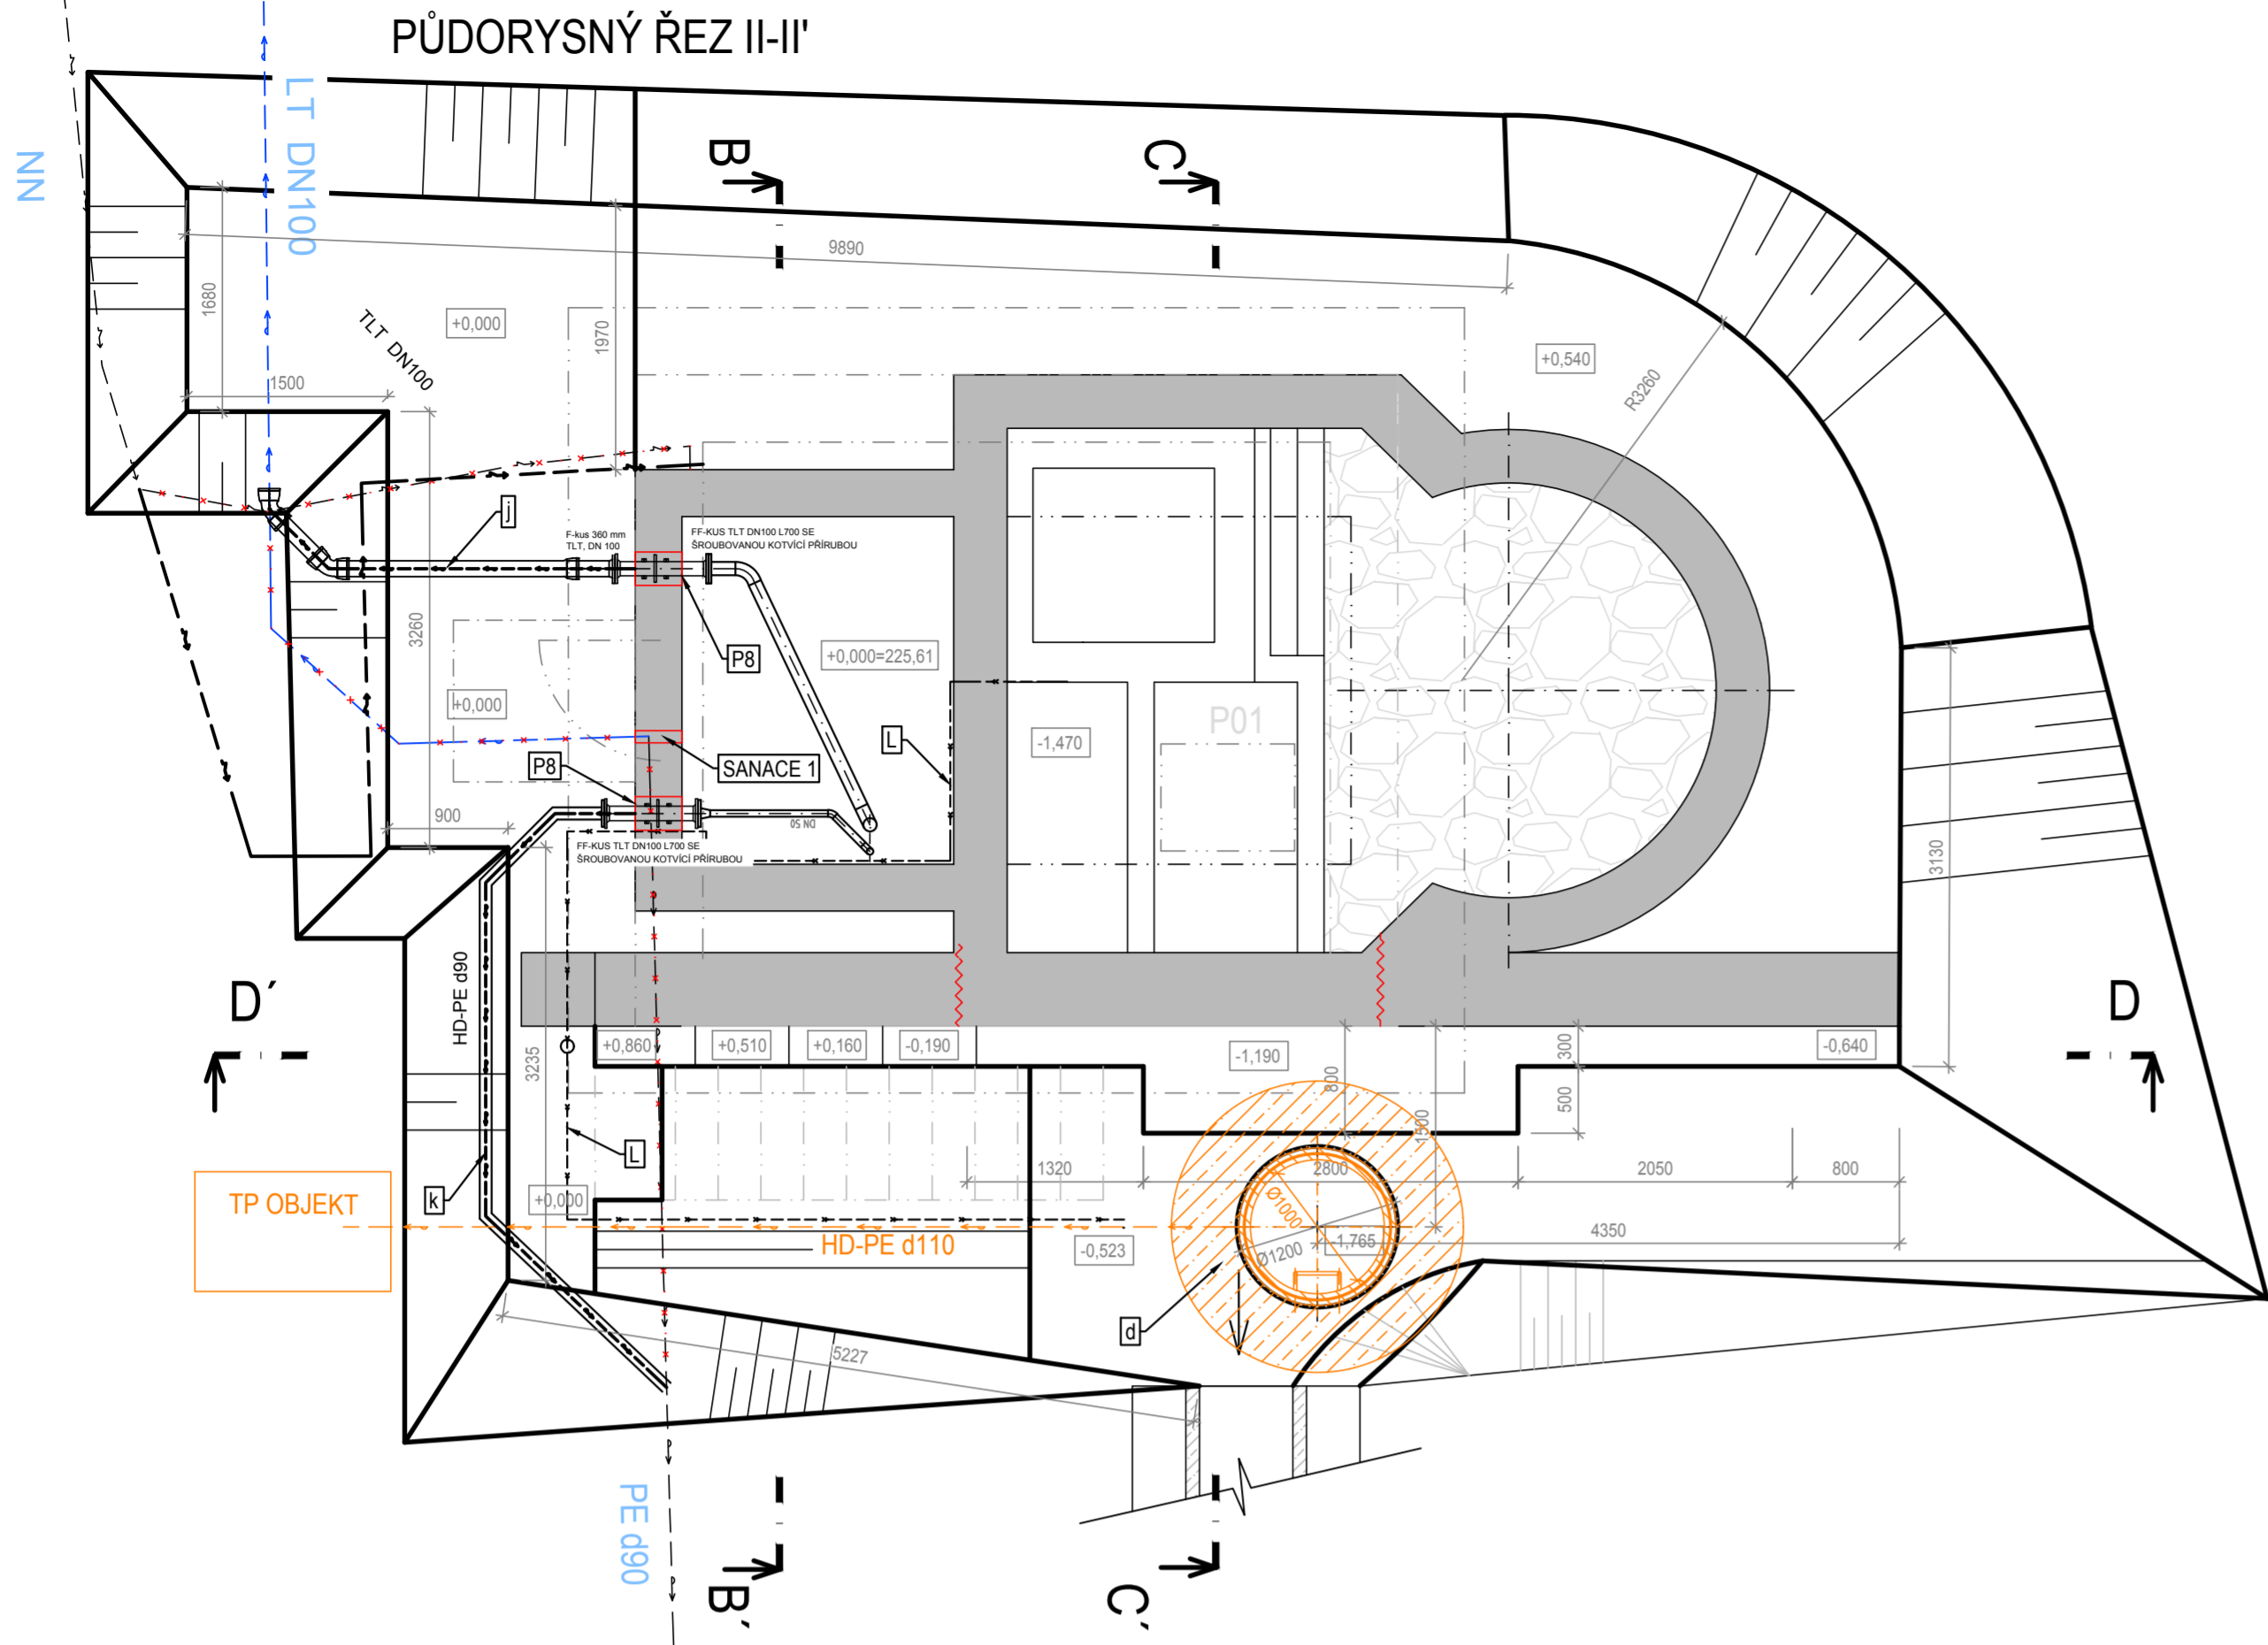 PŮDORYSNÝ ŘEZ II-II'
NN
LT DN100
B
C
9890
1680
+0,000
1970
TLT DN100
1500
+0,540
R3260
j
F-kus 360 mm
TLT, DN 100
FF-KUS TLT DN100 L700 SE
ŠROUBOVANOU KOTVÍCÍ PŘÍRUBOU
3260
P8
+0,000=225,61
+0,000
L
-1,470
P01
SANACE 1
P8
900
DN 50
FF-KUS TLT DN100 L700 SE
ŠROUBOVANOU KOTVÍCÍ PŘÍRUBOU
3130
HD-PE d90
D´
D
3235
+0,860
+0,510
+0,160
-0,190
-1,190
300
-0,640
800
500
1500
L
1320
2800
2050
800
k
+0,000
TP OBJEKT
HD-PE d110
-0,523
Ø1000
Ø1200
-1,765
4350
d
5227
PE d90
B´
C´